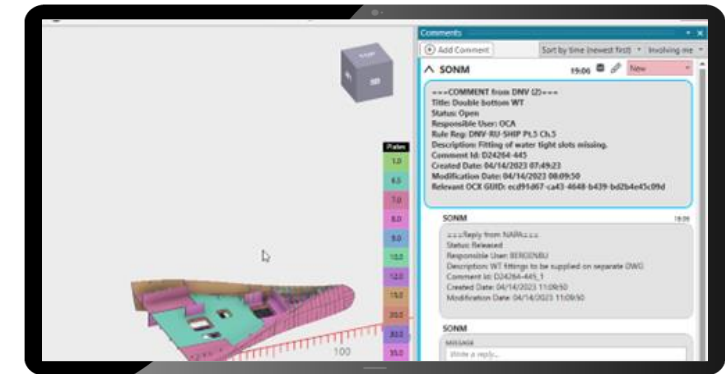 Comments
Add Comment
Sort by time (newest first)
Involving me
SONM
19:06
New
===COMMENT from DNV (2)===
Title: Double bottom WT
Status: Open
Responsible User: OCA
Rule Reg: DNV-RU-SHIP Pt.5 Ch.5
Description: Fitting of water tight slots missing.
Comment Id: D24264-445
Created Date: 04/14/2023 07:49:23
Modification Date: 04/14/2023 08:09:50
Relevant OCX GUID: ecd91d67-ca43-4648-b439-bd2b4e45c09d
SONM
19:06
===Reply from NAPA===
Status: Released
Responsible User: BERGENBU
Description: WT fittings to be supplied on separate DWG
Comment Id: D24264-445_1
Created Date: 04/14/2023 11:09:50
Modification Date: 04/14/2023 11:09:50
SONM
MESSAGE
Write a reply...
TOP
Plates
1.0
6.5
7.0
8.0
9.0
10.0
12.0
15.0
20.0
30.0
35.0
100